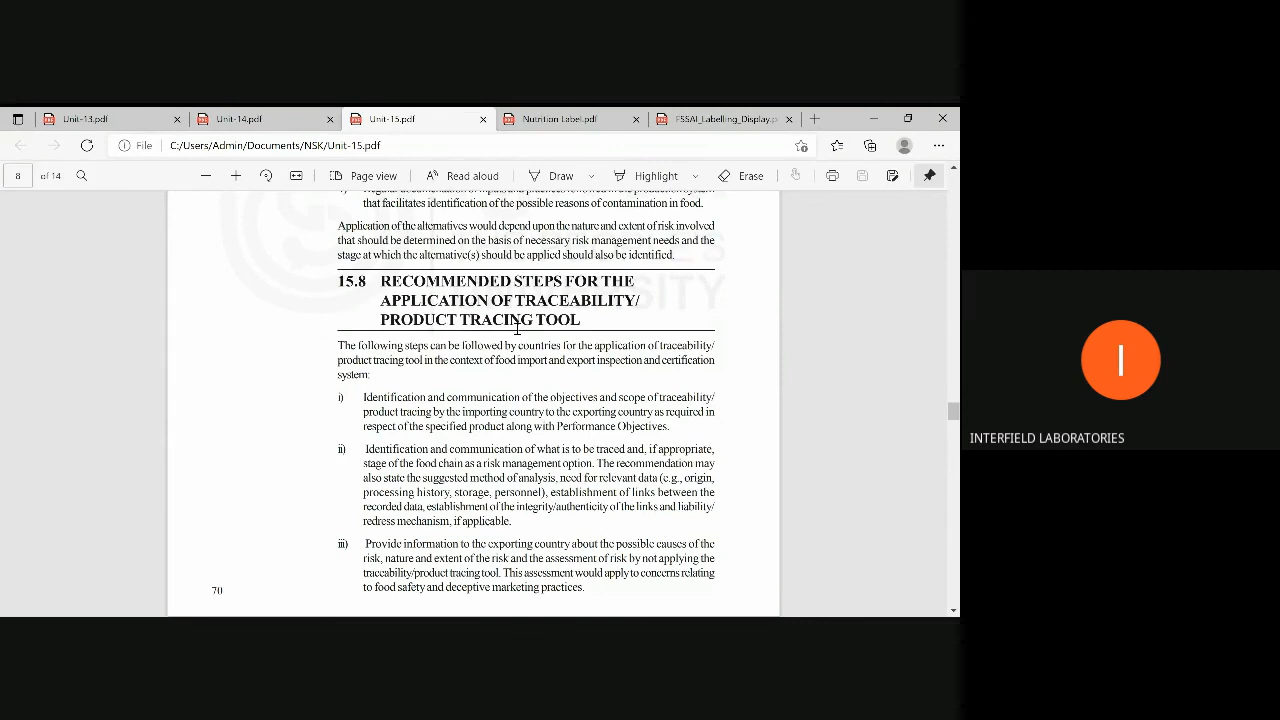 Unit-13.pdf
Unit-14.pdf
Unit-15.pdf
Nutrition Label.pdf
FSSAI_Labelling_Display.p
File C:/Users/Admin/Documents/NSK/Unit-15.pdf
8 of 14 Page view Read aloud Draw Highlight Erase
that facilitates identification of the possible reasons of contamination in food.
Application of the alternatives would depend upon the nature and extent of risk involved
that should be determined on the basis of necessary risk management needs and the
stage at which the alternative(s) should be applied should also be identified.
15.8 RECOMMENDED STEPS FOR THE
APPLICATION OF TRACEABILITY/
PRODUCT TRACING TOOL
The following steps can be followed by countries for the application of traceability/
product tracing tool in the context of food import and export inspection and certification
system:
i) Identification and communication of the objectives and scope of traceability/
product tracing by the importing country to the exporting country as required in
respect of the specified product along with Performance Objectives.
ii) Identification and communication of what is to be traced and, if appropriate,
stage of the food chain as a risk management option. The recommendation may
also state the suggested method of analysis, need for relevant data (e.g., origin,
processing history, storage, personnel), establishment of links between the
recorded data, establishment of the integrity/authenticity of the links and liability/
redress mechanism, if applicable.
iii) Provide information to the exporting country about the possible causes of the
risk, nature and extent of the risk and the assessment of risk by not applying the
traceability/product tracing tool. This assessment would apply to concerns relating
to food safety and deceptive marketing practices.
70
I
INTERFIELD LABORATORIES